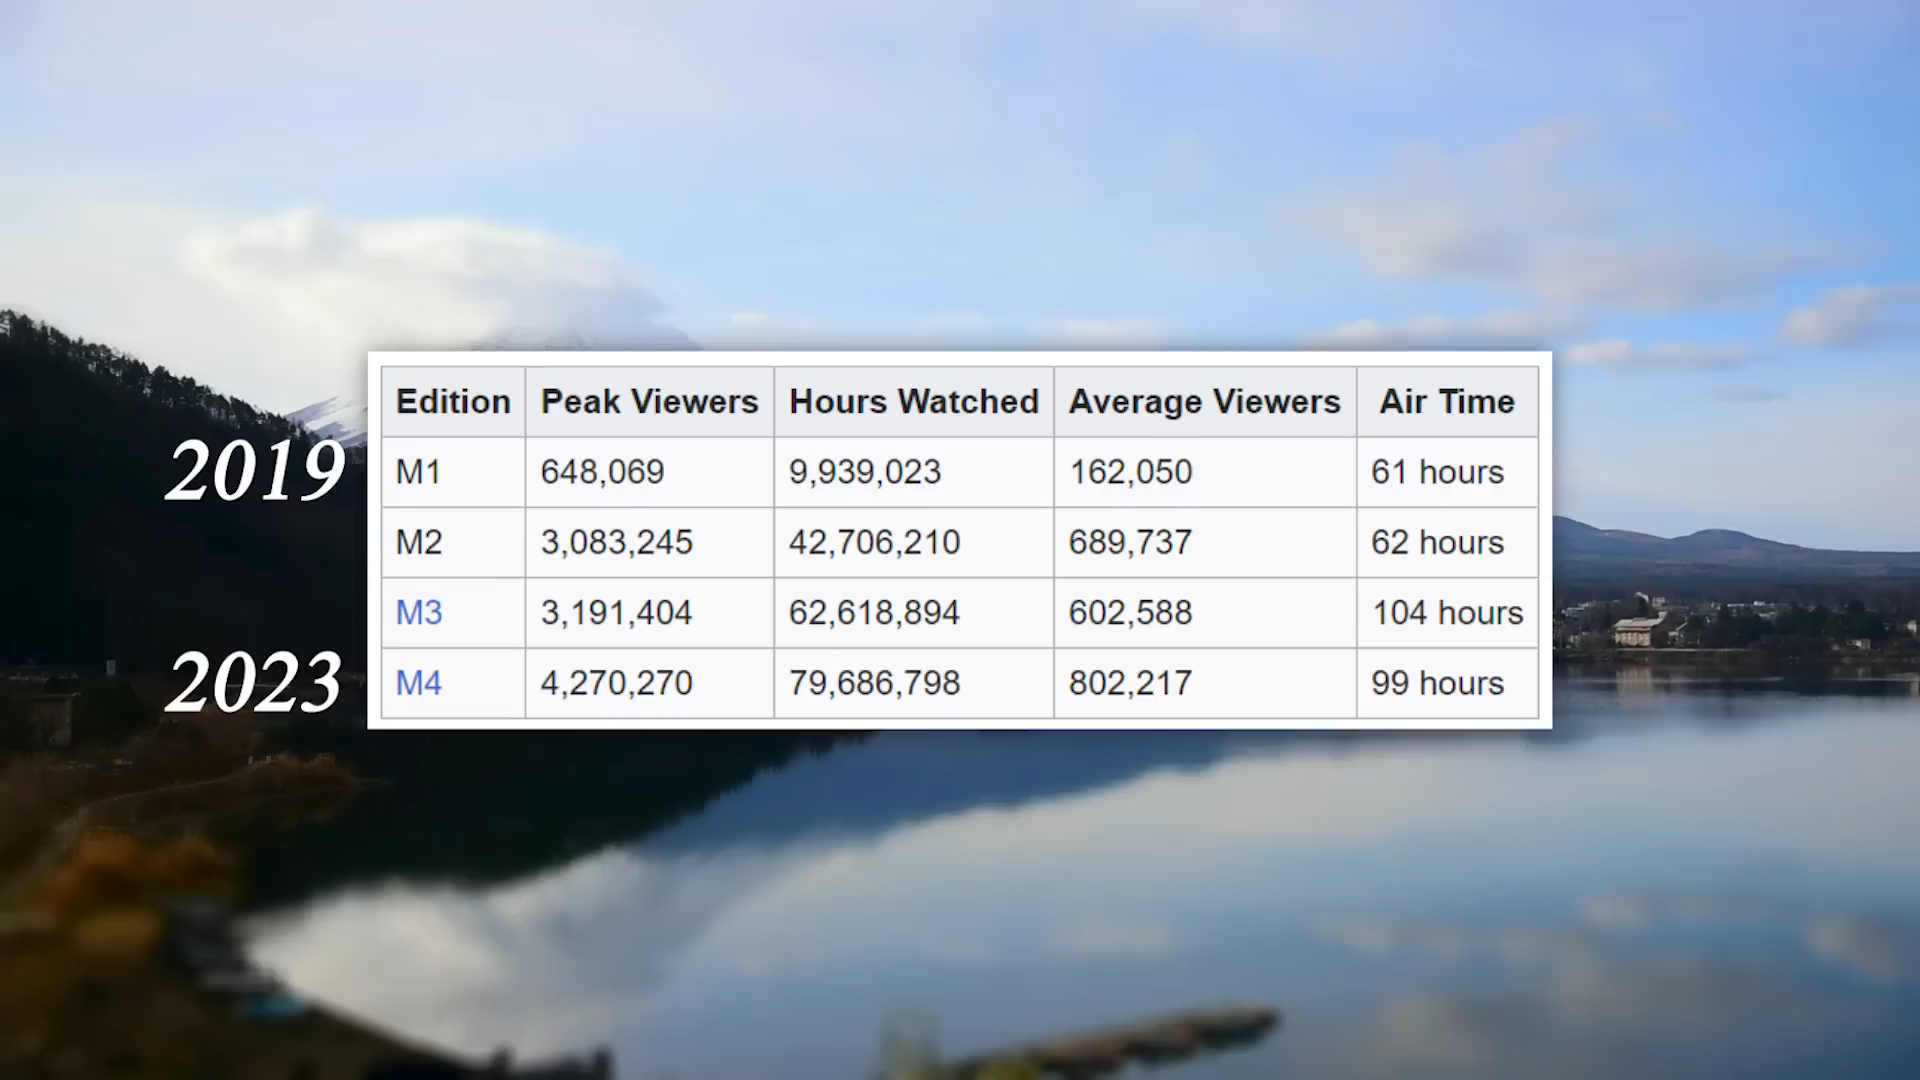 Edition Peak Viewers Hours Watched Average Viewers Air Time
2019 M1 648,069 9,939,023 162,050 61 hours
M2 3,083,245 42,706,210 689,737 62 hours
M3 3,191,404 62,618,894 602,588 104 hours
2023 M4 4,270,270 79,686,798 802,217 99 hours